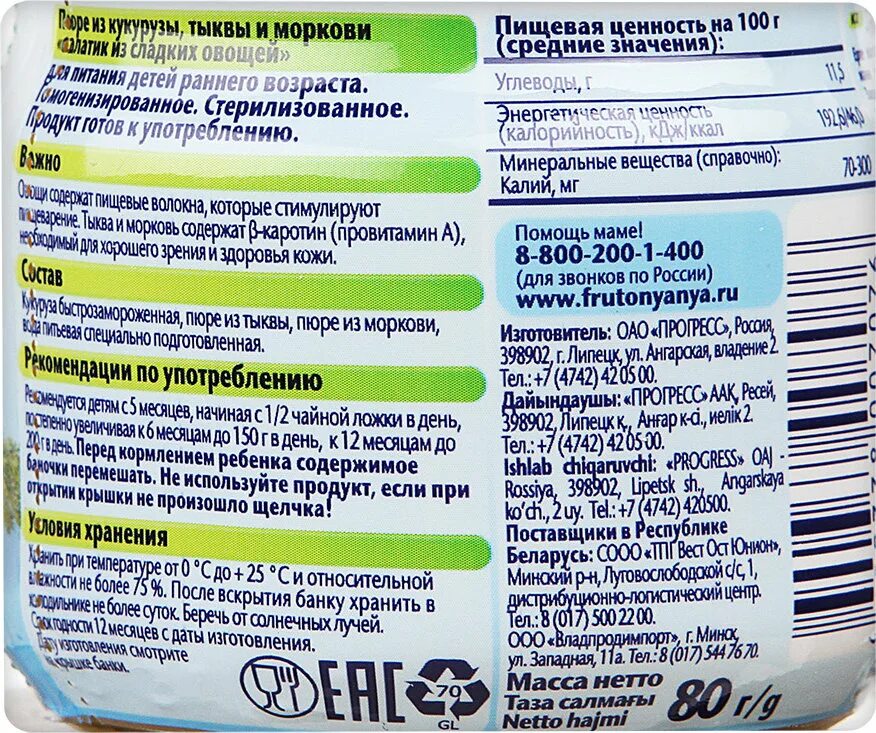 Пюре из кукурузы, тыквы и моркови
«Салатик из сладких овощей»
Для питания детей раннего возраста.
Гомогенизированное. Стерилизованное.
Продукт готов к употреблению.
Важно
Овощи содержат пищевые волокна, которые стимулируют
пищеварение. Тыква и морковь содержат β-каротин (провитамин А),
необходимый для хорошего зрения и здоровья кожи.
Состав
Кукуруза быстрозамороженная, пюре из тыквы, пюре из моркови,
вода питьевая специально подготовленная.
Рекомендации по употреблению
Рекомендуется детям с 5 месяцев, начиная с 1/2 чайной ложки в день,
постепенно увеличивая к 6 месяцам до 150 г в день, к 12 месяцам до
200 г в день. Перед кормлением ребенка содержимое
баночки перемешать. Не используйте продукт, если при
открытии крышки не произошло щелчка!
Условия хранения
Хранить при температуре от 0 °С до + 25 °С и относительной
влажности не более 75 %. После вскрытия банку хранить в
холодильнике не более суток. Беречь от солнечных лучей.
Срок годности 12 месяцев с даты изготовления.
Дату изготовления смотрите
на крышке банки.
EAC
70
GL
Пищевая ценность на 100 г
(средние значения):
Углеводы, г 11,5
Энергетическая ценность
(калорийность), кДж/ккал 192,6/46,0
Минеральные вещества (справочно):
Калий, мг 70-300
Помощь маме!
8-800-200-1-400
(для звонков по России)
www.frutonyanya.ru
Изготовитель: ОАО «ПРОГРЕСС», Россия,
398902, г. Липецк, ул. Ангарская, владение 2.
Тел.: +7 (4742) 42 05 00.
Дайындаушы: «ПРОГРЕСС» ААҚ, Ресей,
398902, Липецк к., Ангар к-сі., иелік 2.
Тел.: +7 (4742) 42 05 00.
Ishlab chiqaruvchi: «PROGRESS» OAJ -
Rossiya, 398902, Lipetsk sh., Angarskaya
ko'ch., 2 uy. Tel.: +7 (4742) 420500.
Поставщики в Республике
Беларусь: СООО «ТПГ Вест Ост Юнион»,
Минский р-н, Луговослободской с/с, 1,
дистрибуционно-логистический центр.
Тел.: 8 (017) 500 22 00.
ООО «Владпродимпорт», г. Минск,
ул. Западная, 11а. Тел.: 8 (017) 544 76 70.
Масса нетто
Таза салмағы
Netto hajmi
80 г/g